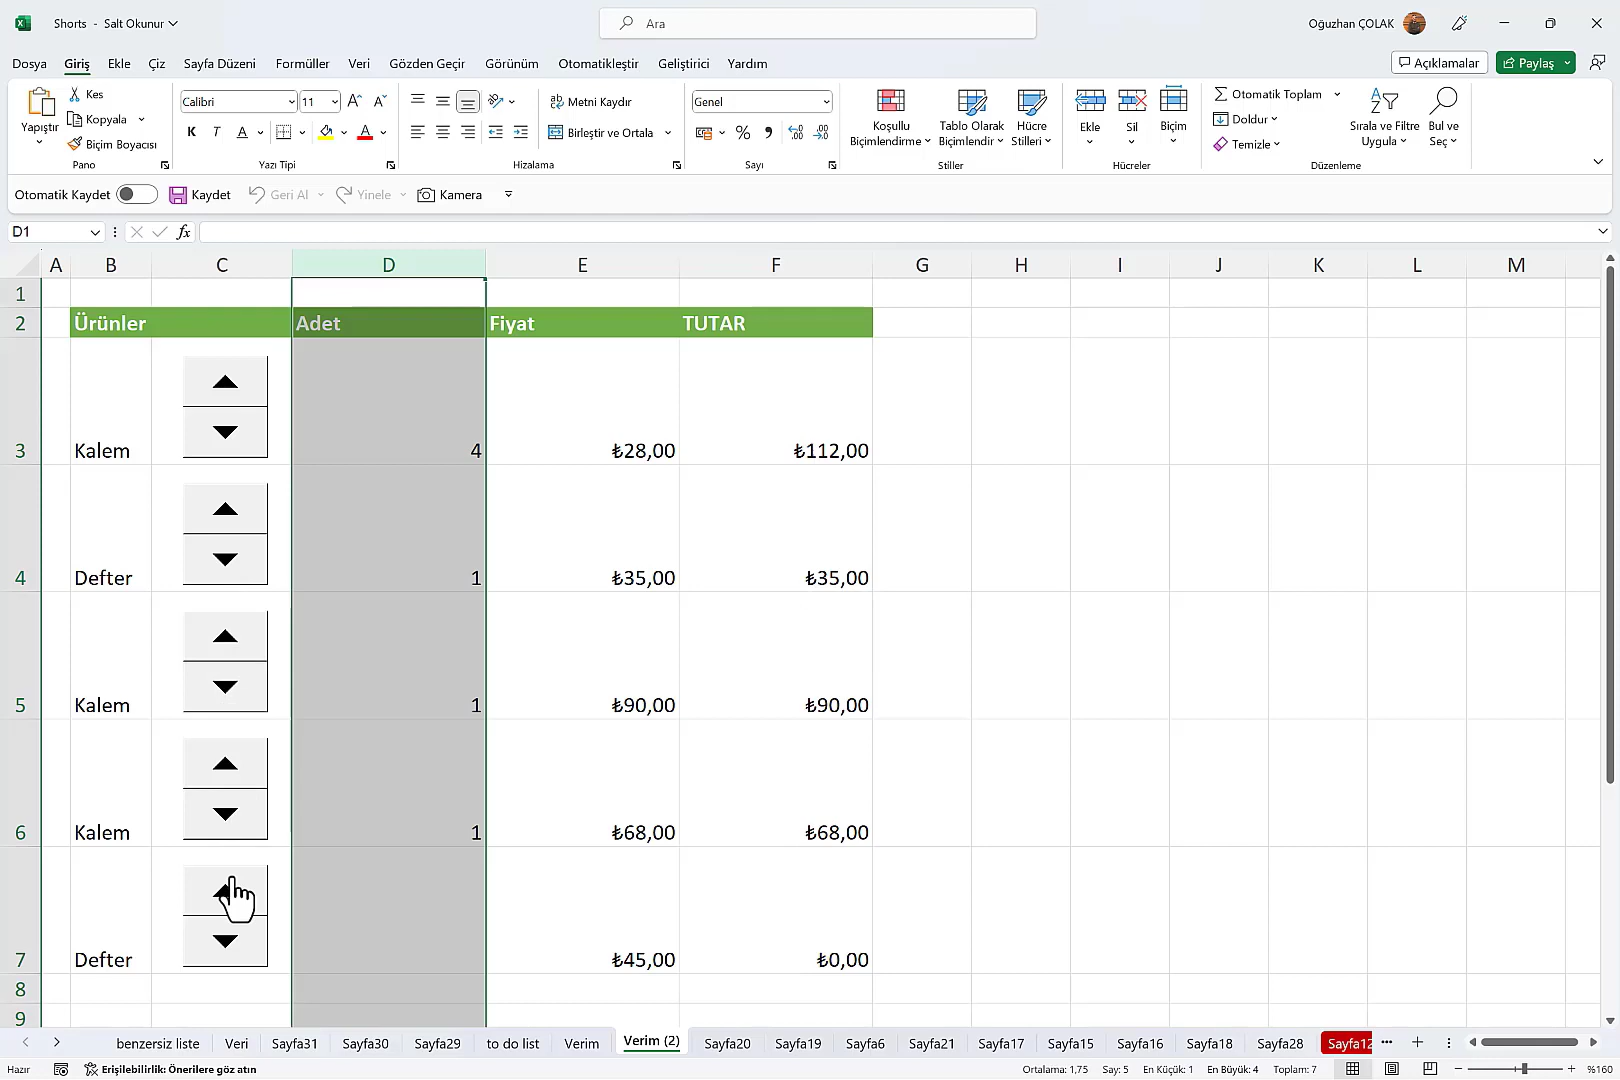 Shorts - Salt Okunur
Ara
Oğuzhan ÇOLAK
Dosya Giriş Ekle Çiz Sayfa Düzeni Formüller Veri Gözden Geçir Görünüm Otomatikleştir Geliştirici Yardım
Açıklamalar Paylaş
Yapıştır
Kes
Kopyala
Biçim Boyacısı
Pano
Calibri 11
K T A A
Yazı Tipi
Metni Kaydır
Birleştir ve Ortala
Hizalama
Genel
%
Sayı
Koşullu Biçimlendirme
Tablo Olarak Biçimlendir
Hücre Stilleri
Stiller
Ekle Sil Biçim
Hücreler
Otomatik Toplam
Doldur
Temizle
Sırala ve Filtre Uygula
Bul ve Seç
Düzenleme
Otomatik Kaydet Kaydet Geri Al Yinele Kamera
D1 fx
A B C D E F G H I J K L M
1
2 Ürünler Adet Fiyat TUTAR
3 Kalem 4 ₺28,00 ₺112,00
4 Defter 1 ₺35,00 ₺35,00
5 Kalem 1 ₺90,00 ₺90,00
6 Kalem 1 ₺68,00 ₺68,00
7 Defter ₺45,00 ₺0,00
8
9
benzersiz liste Veri Sayfa31 Sayfa30 Sayfa29 to do list Verim Verim (2) Sayfa20 Sayfa19 Sayfa6 Sayfa21 Sayfa17 Sayfa15 Sayfa16 Sayfa18 Sayfa28 Sayfa12
Hazır Erişilebilirlik: Önerilere göz atın Ortalama: 1,75 Say: 5 En Küçük: 1 En Büyük: 4 Toplam: 7 %160